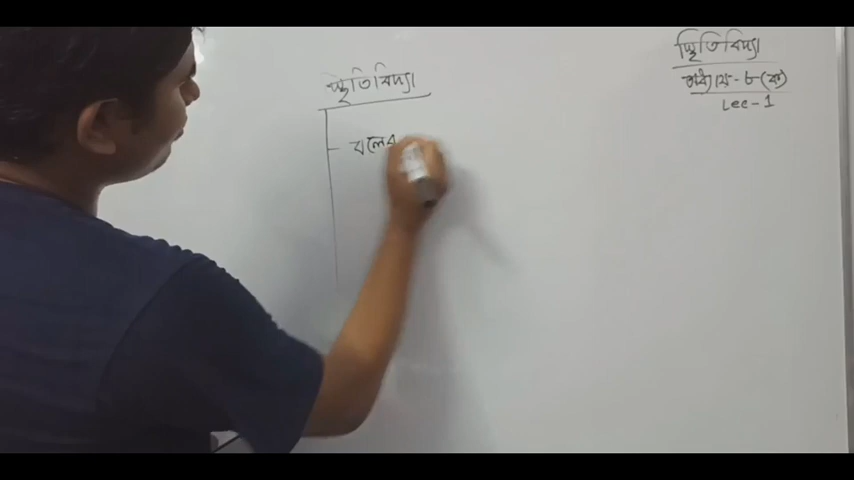 স্থিতিবিদ্যা
বলের
স্থিতিবিদ্যা
অধ্যায় - ৮ (ক)
Lec - 1